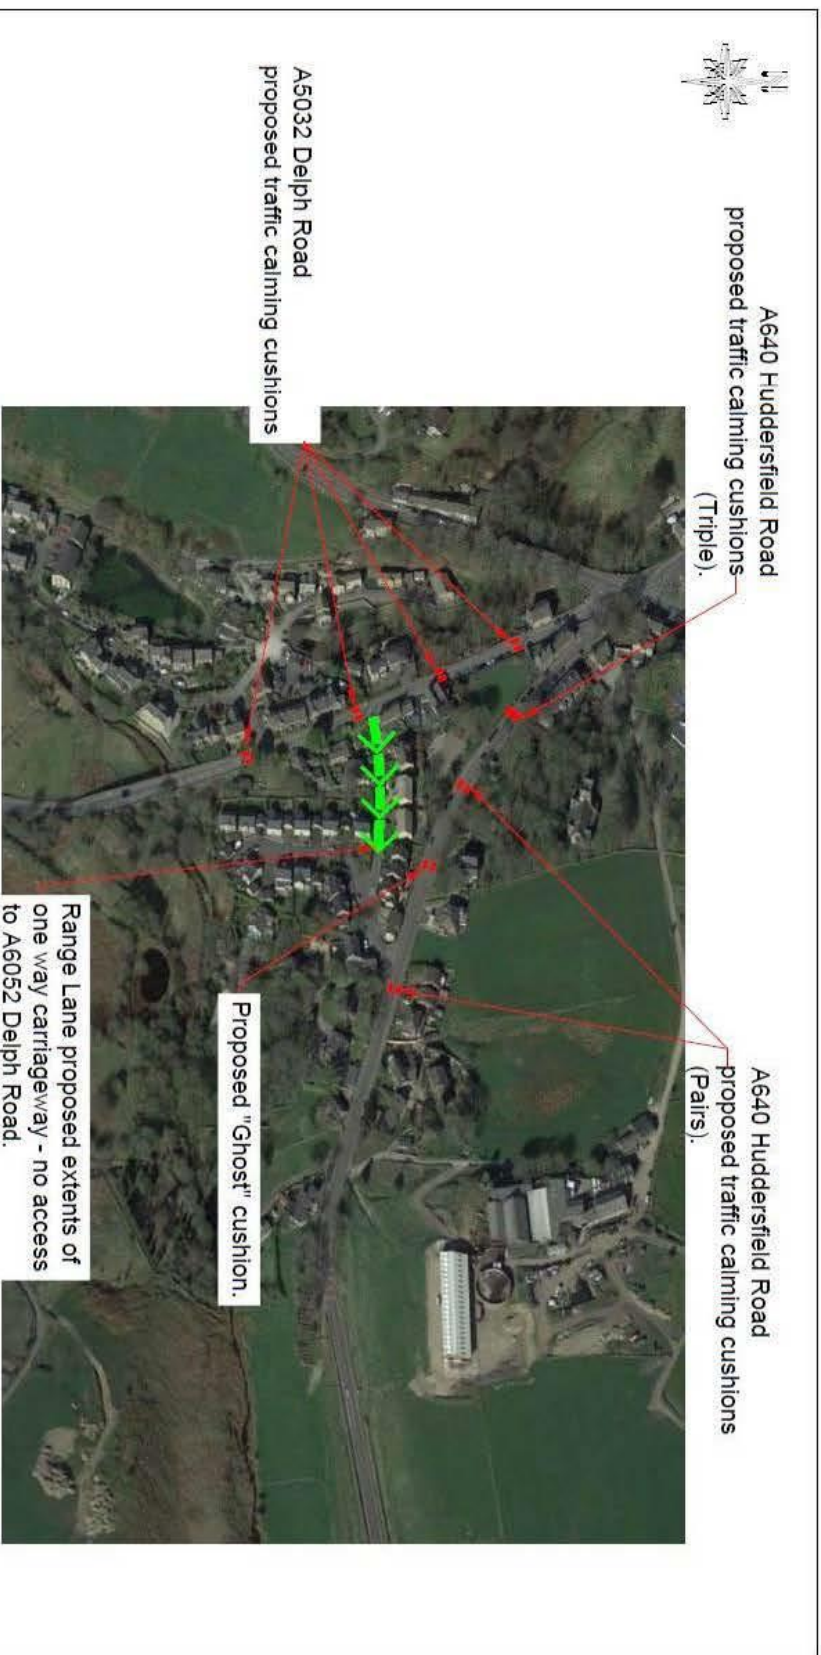 N
A640 Huddersfield Road
proposed traffic calming cushions
(Triple).
A5032 Delph Road
proposed traffic calming cushions
A640 Huddersfield Road
proposed traffic calming cushions
(Pairs).
Proposed "Ghost" cushion.
Range Lane proposed extents of
one way carriageway - no access
to A6052 Delph Road.